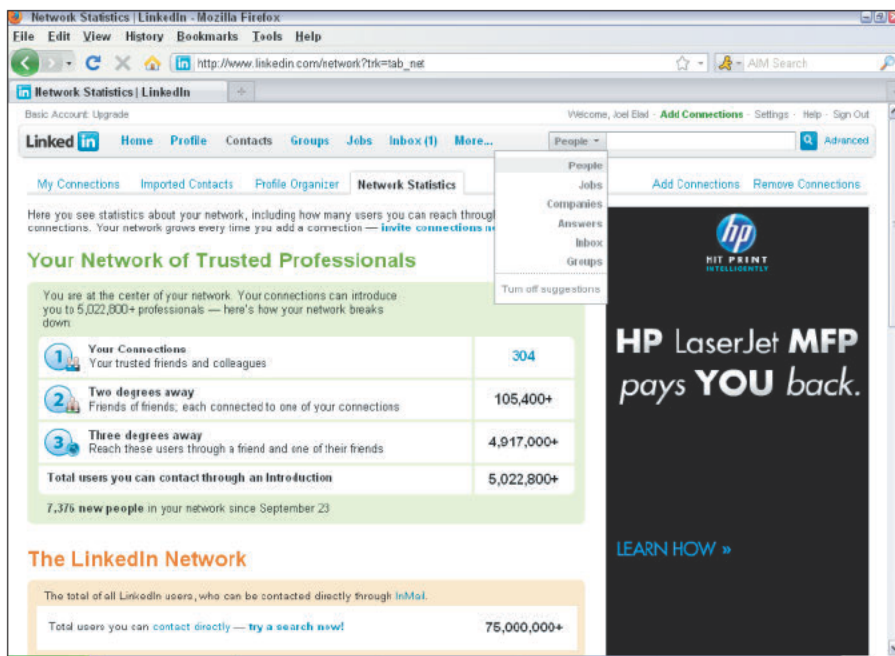 Network Statistics | LinkedIn - Mozilla Firefox
File Edit View History Bookmarks Tools Help
http://www.linkedin.com/network?trk=tab_net
AIM Search
Network Statistics | LinkedIn
Basic Account: Upgrade
Welcome, Joel Elad · Add Connections · Settings · Help · Sign Out
Linked in Home Profile Contacts Groups Jobs Inbox (1) More... People Advanced
People
Jobs
Companies
Answers
Inbox
Groups
Turn off suggestions
My Connections Imported Contacts Profile Organizer Network Statistics Add Connections Remove Connections
Here you see statistics about your network, including how many users you can reach through
connections. Your network grows every time you add a connection — invite connections
Your Network of Trusted Professionals
You are at the center of your network. Your connections can introduce
you to 5,022,800+ professionals — here's how your network breaks
down
1 Your Connections 304
Your trusted friends and colleagues
2 Two degrees away 105,400+
Friends of friends; each connected to one of your connections
3 Three degrees away 4,917,000+
Reach these users through a friend and one of their friends
Total users you can contact through an Introduction 5,022,800+
7,376 new people in your network since September 23
The LinkedIn Network
The total of all LinkedIn users, who can be contacted directly through InMail.
Total users you can contact directly — try a search now! 75,000,000+
hp
HIT PRINT
INTELLIGENTLY
HP LaserJet MFP
pays YOU back.
LEARN HOW »